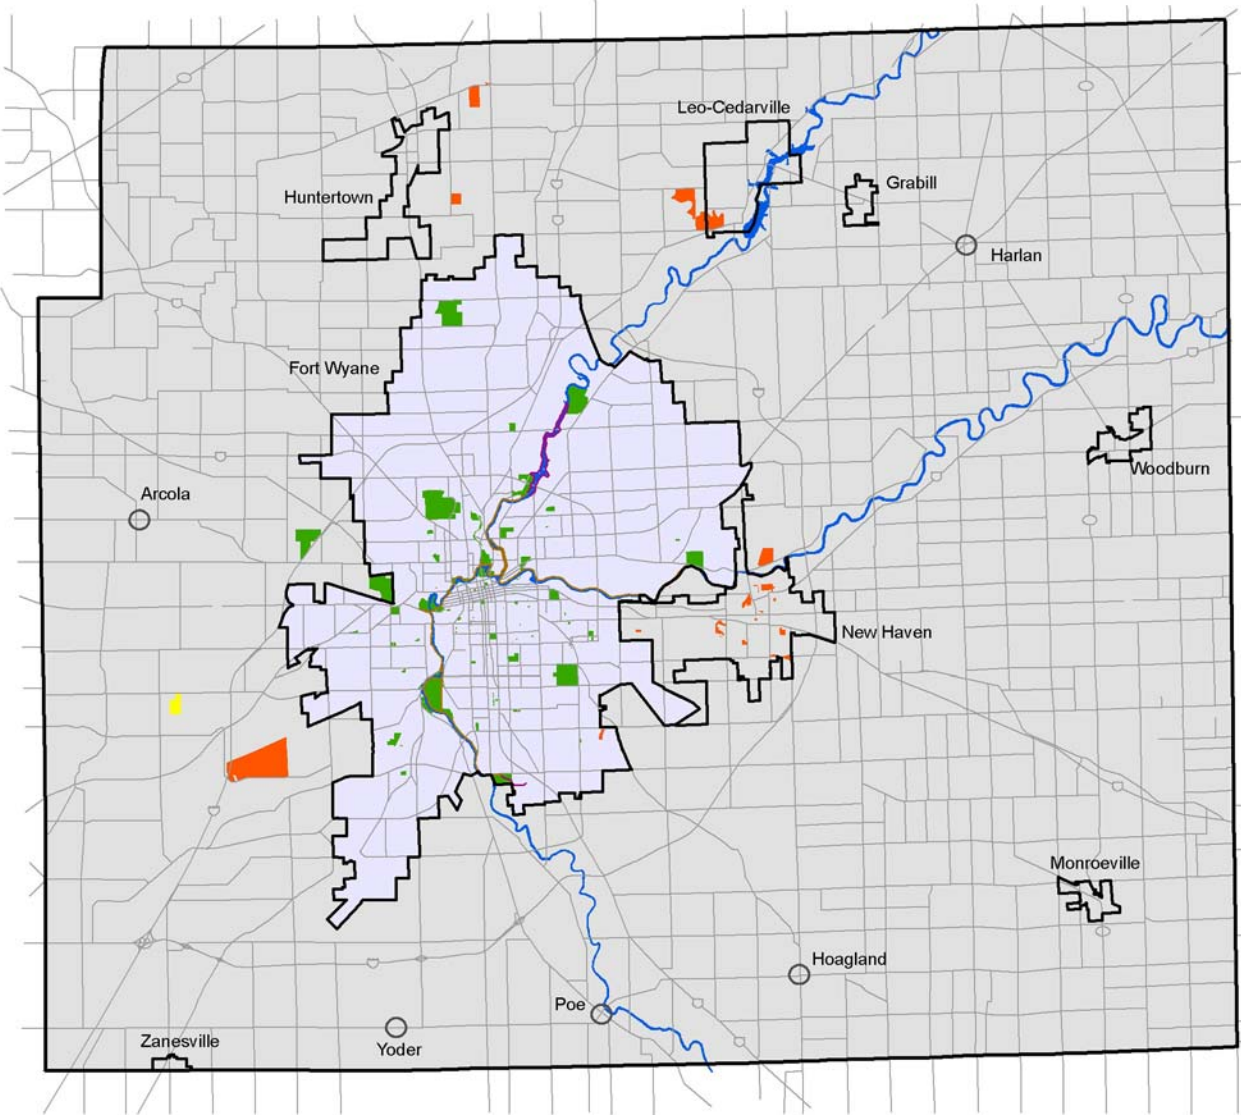 Leo-Cedarville
Grabill
Huntertown
Harlan
Fort Wyane
Woodburn
Arcola
New Haven
Monroeville
Hoagland
Poe
Zanesville
Yoder